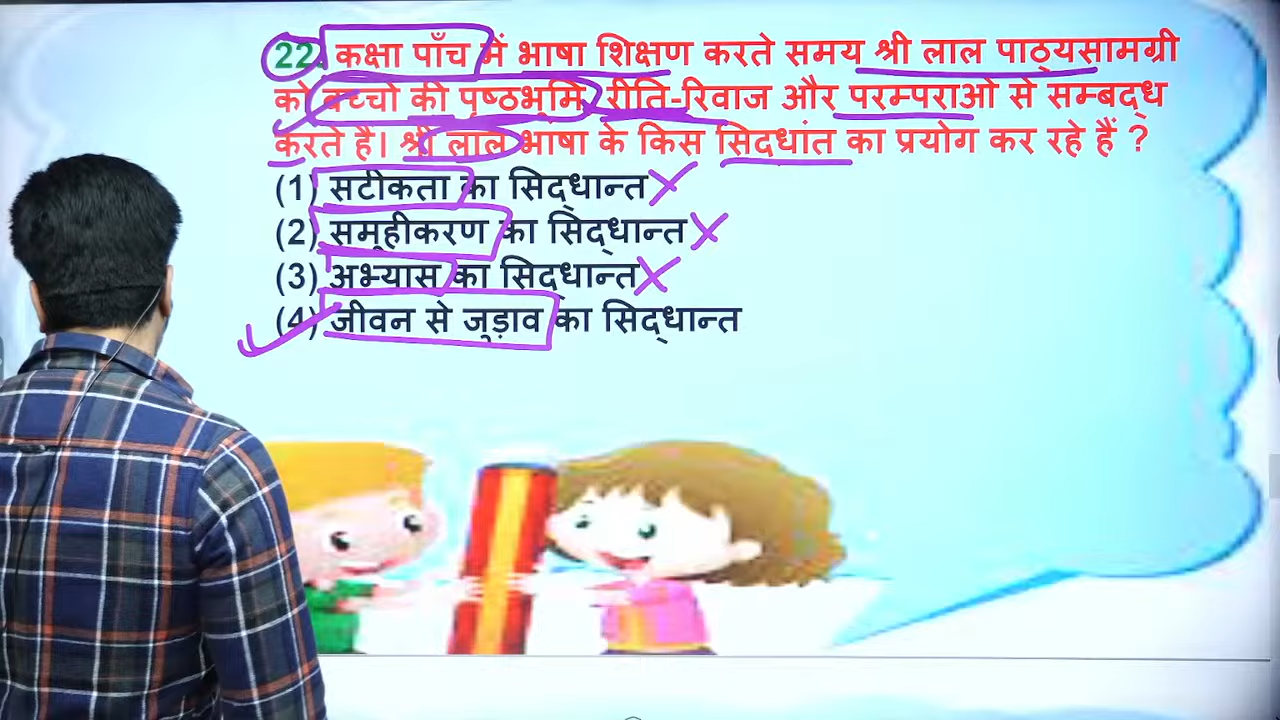 22. कक्षा पाँच में भाषा शिक्षण करते समय श्री लाल पाठ्यसामग्री
को बच्चो की पृष्ठभूमि, रीति-रिवाज और परम्पराओ से सम्बद्ध
करते है। श्री लाल भाषा के किस सिदधांत का प्रयोग कर रहे हैं ?
(1) सटीकता का सिद्धान्त
(2) समूहीकरण का सिद्धान्त
(3) अभ्यास का सिद्धान्त
(4) जीवन से जुड़ाव का सिद्धान्त